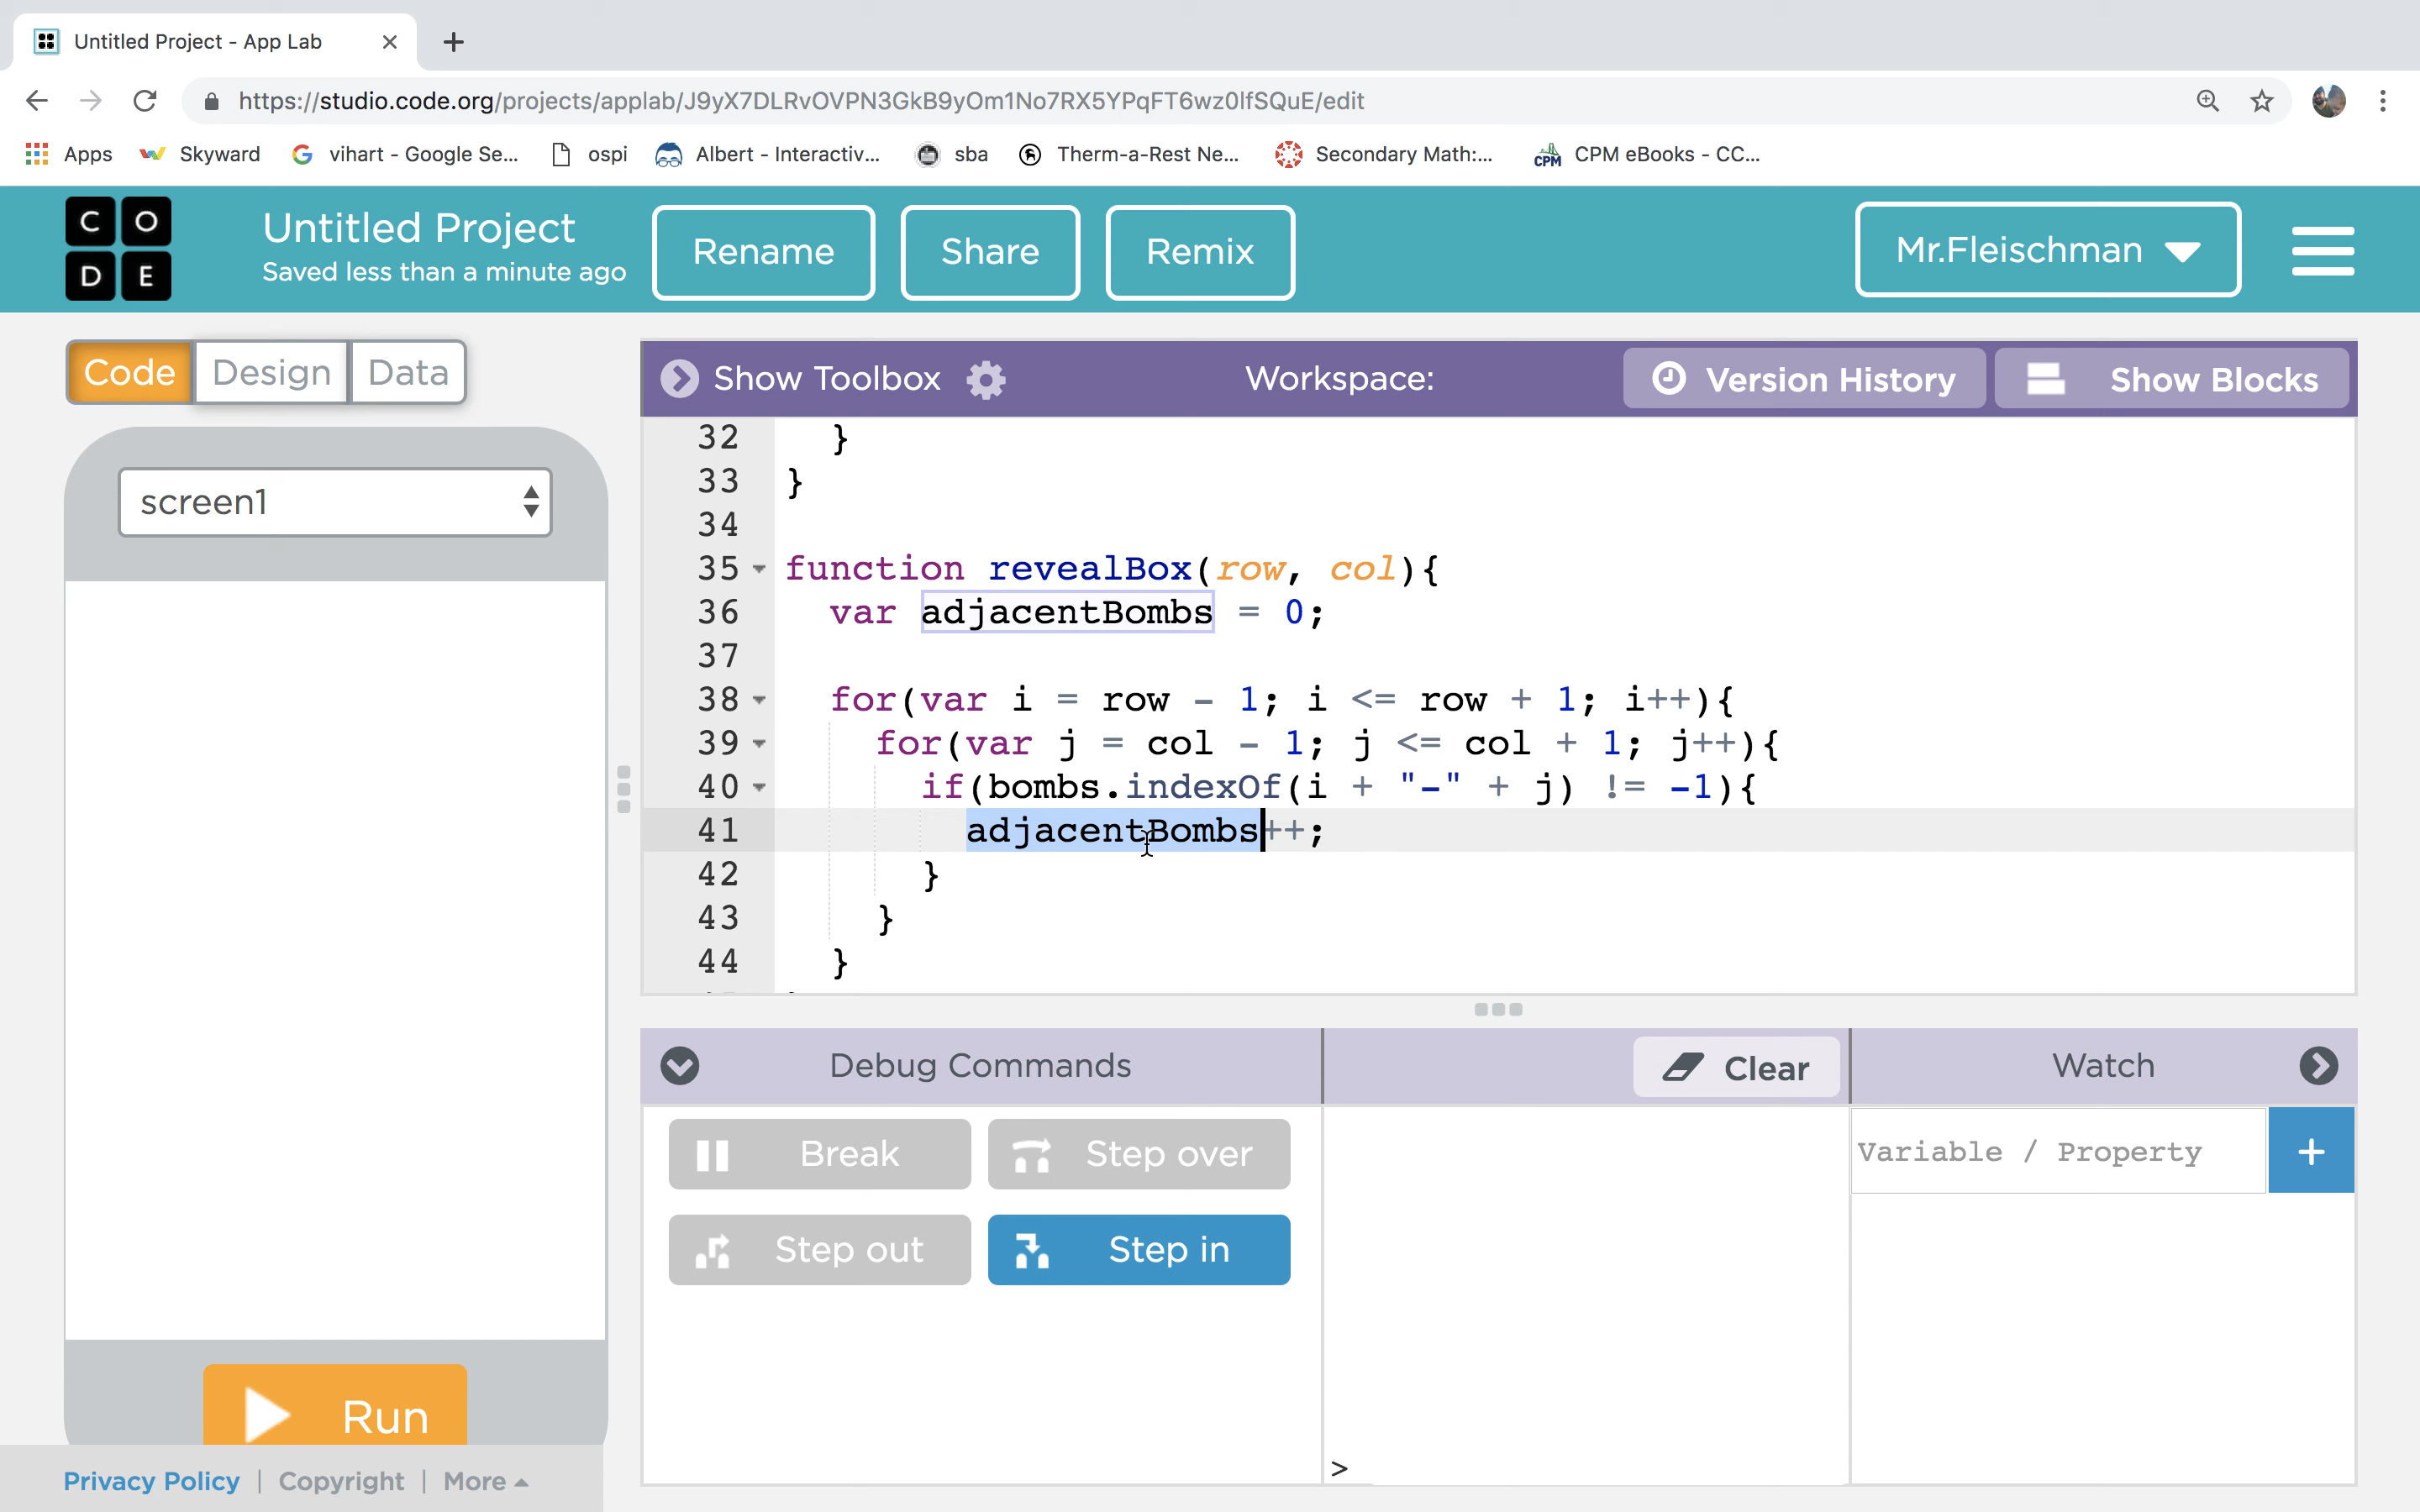 Untitled Project - App Lab
https://studio.code.org/projects/applab/J9yX7DLRvOVPN3GkB9yOm1No7RX5YPqFT6wz0lfSQuE/edit
Apps Skyward vihart - Google Se... ospi Albert - Interactiv... sba Therm-a-Rest Ne... Secondary Math:... CPM CPM eBooks - CC...
C O
D E
Untitled Project
Saved less than a minute ago
Rename Share Remix Mr.Fleischman
Code Design Data
Show Toolbox Workspace: Version History Show Blocks
screen1
32 }
33 }
34
35 function revealBox(row, col){
36 var adjacentBombs = 0;
37
38 for(var i = row - 1; i <= row + 1; i++){
39 for(var j = col - 1; j <= col + 1; j++){
40 if(bombs.indexOf(i + "-" + j) != -1){
41 adjacentBombs++;
42 }
43 }
44 }
Debug Commands Clear Watch
Break Step over
Variable / Property +
Step out Step in
>
Run
Privacy Policy | Copyright | More